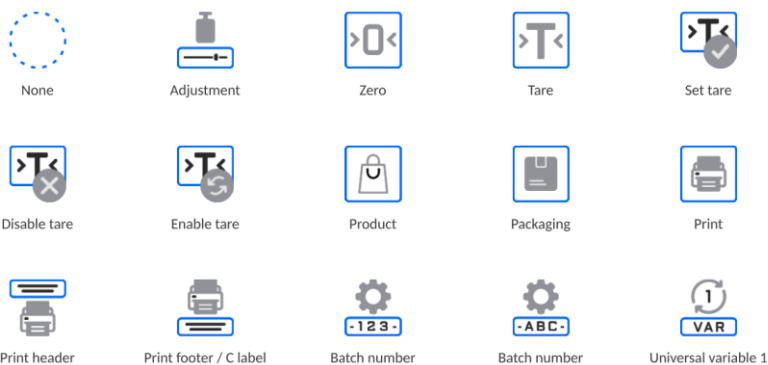 >0< >T< >T<
None Adjustment Zero Tare Set tare
>T< >T<
Disable tare Enable tare Product Packaging Print
-123- -ABC- 1 VAR
Print header Print footer / C label Batch number Batch number Universal variable 1